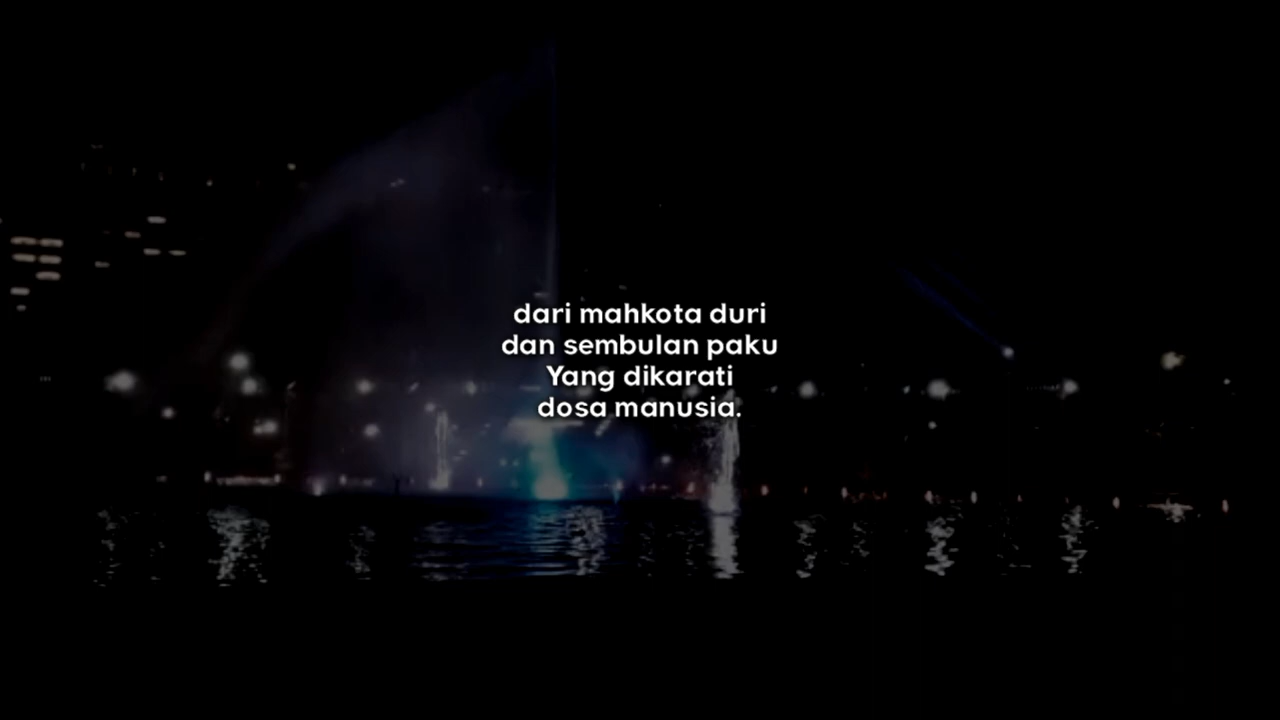 dari mahkota duri
dan sembulan paku
Yang dikarati
dosa manusia.